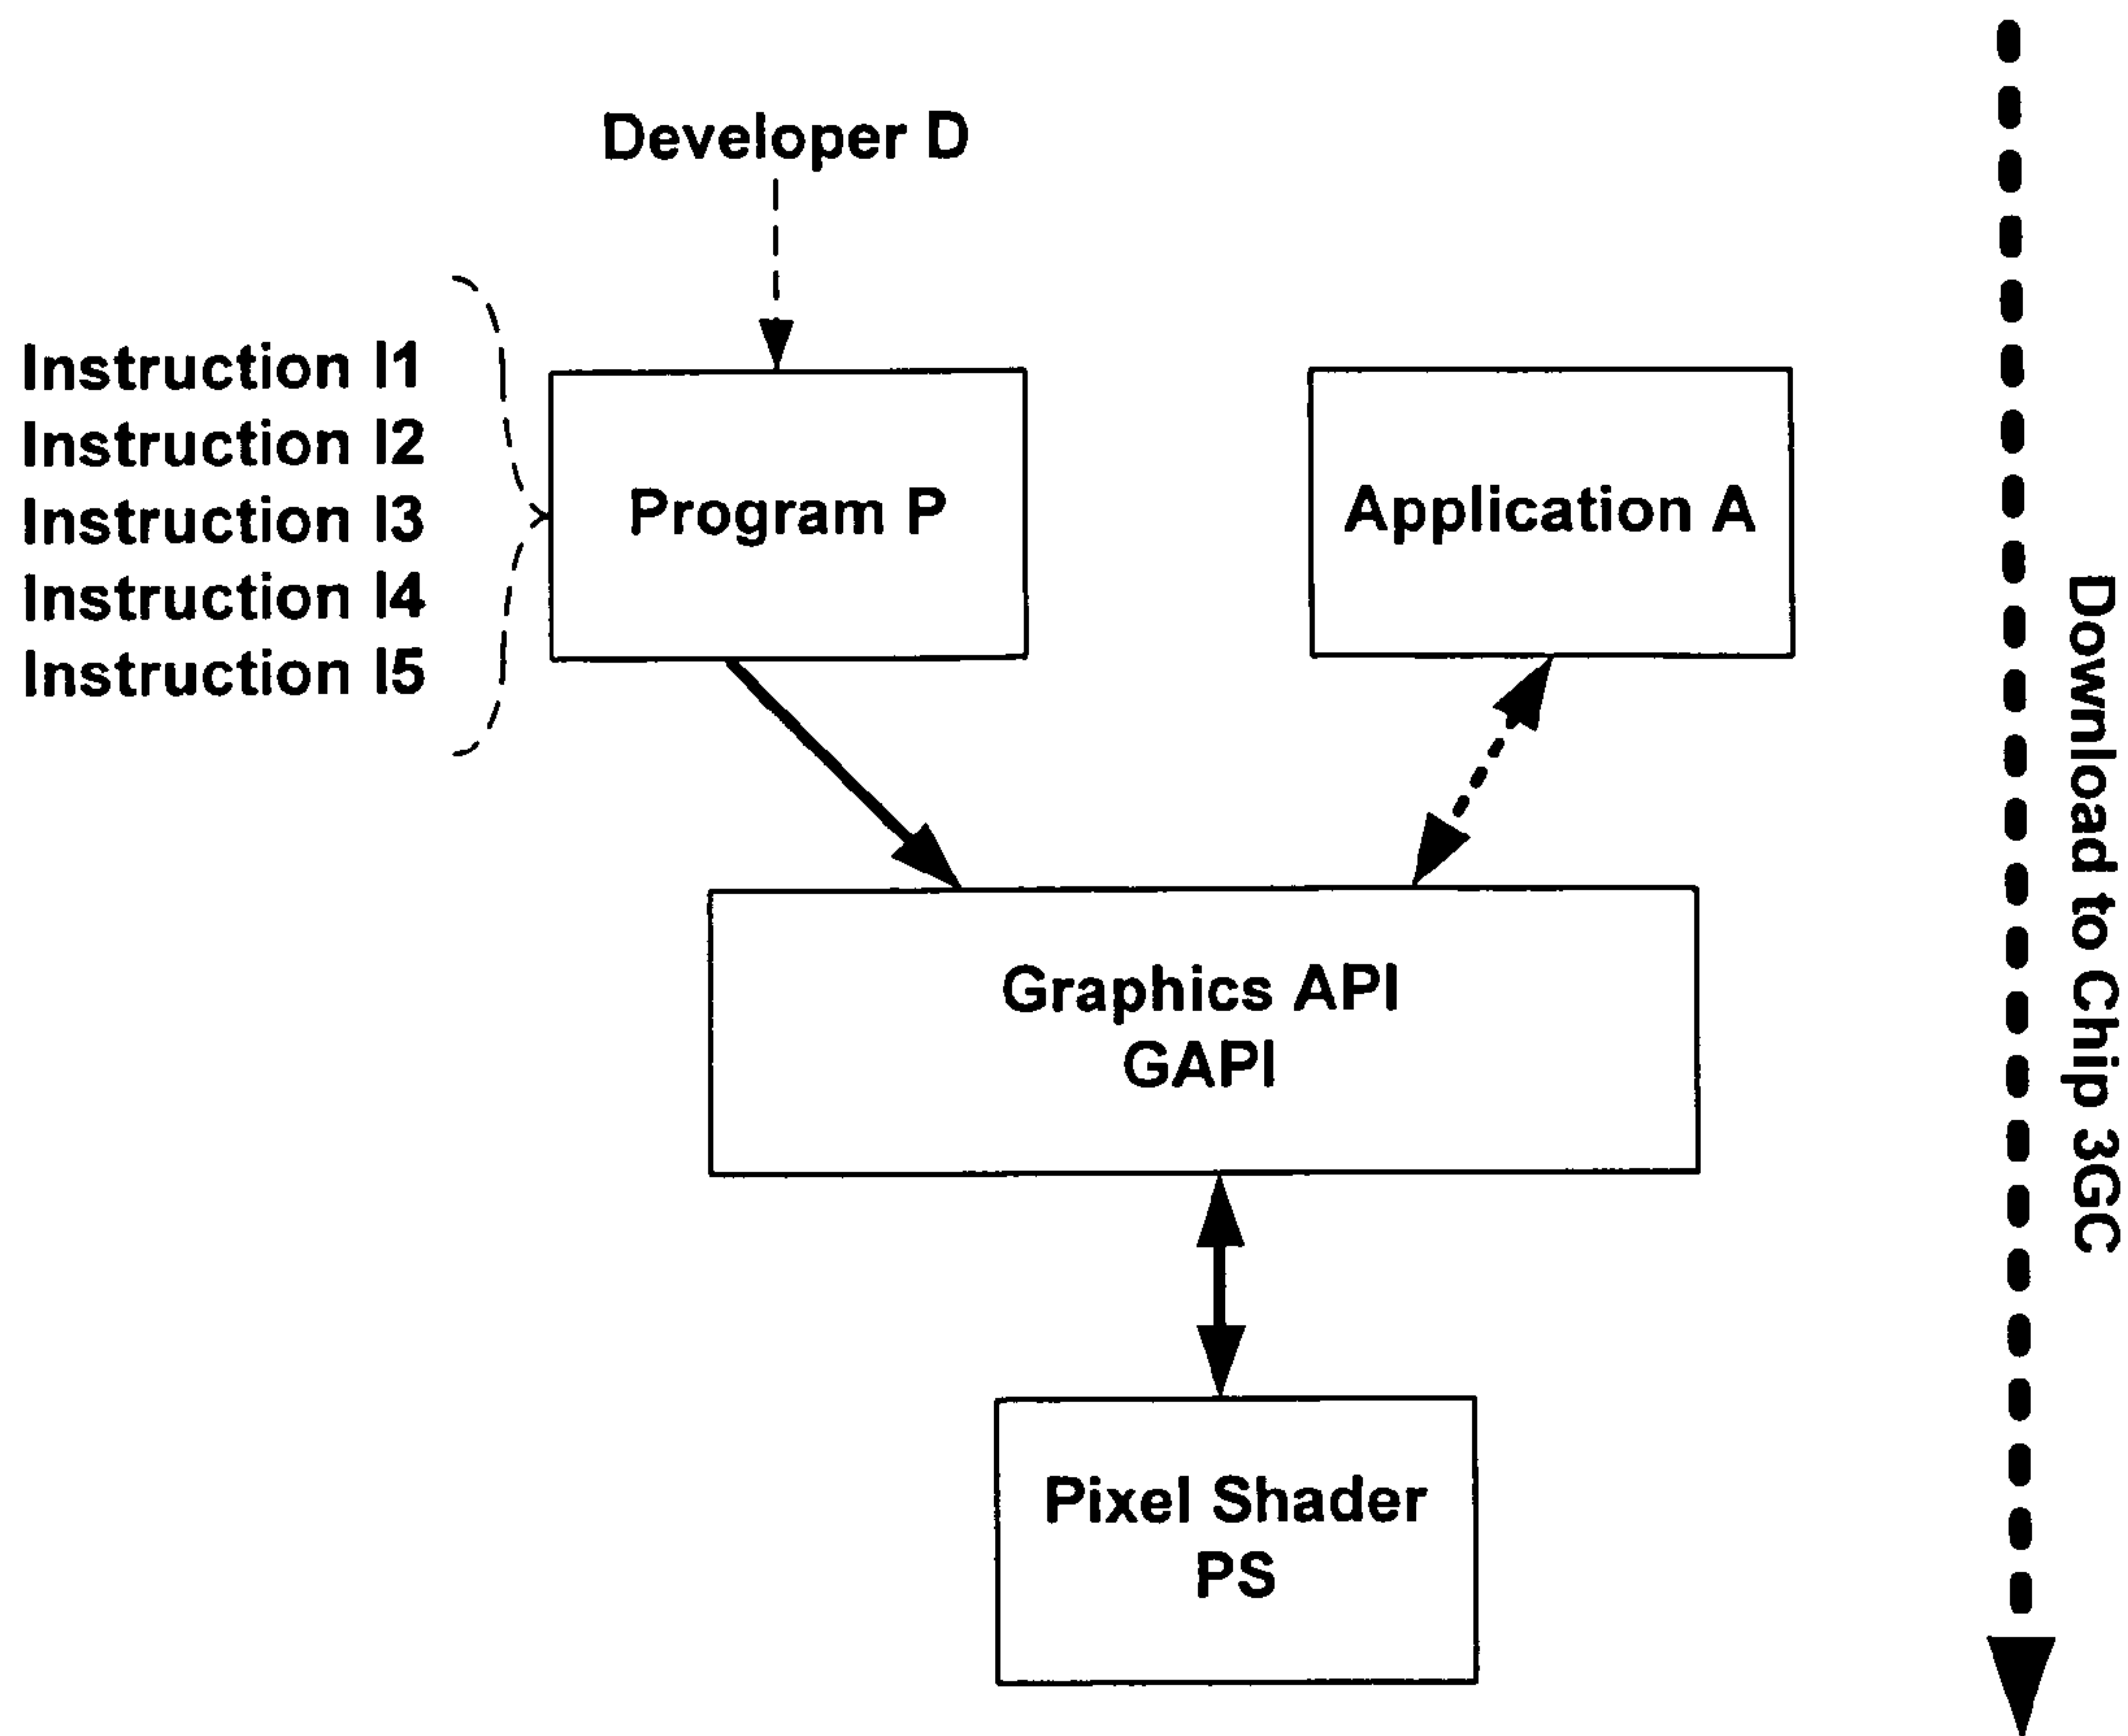 Developer D
Instruction I1
Instruction I2
Instruction I3
Instruction I4
Instruction I5
Program P
Application A
Graphics API
GAPI
Pixel Shader
PS
Download to Chip 3GC